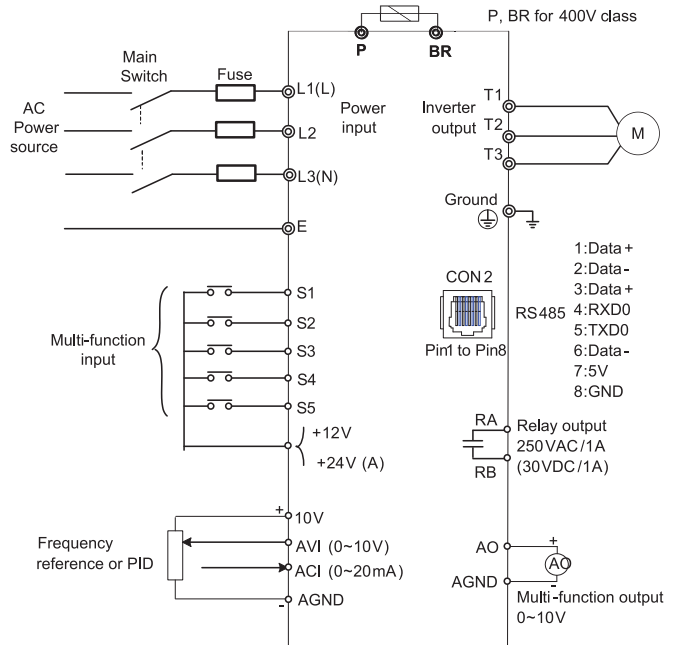 P, BR for 400V class
P
BR
Main
Switch
Fuse
AC
Power
source
L1(L)
L2
L3(N)
E
Power
input
Inverter
output
T1
T2
T3
M
Ground
CON2
Pin1 to Pin8
RS485
1:Data+
2:Data-
3:Data+
4:RXD0
5:TXD0
6:Data-
7:5V
8:GND
Multi-function
input
S1
S2
S3
S4
S5
+12V
+24V (A)
RA
RB
Relay output
250VAC/1A
(30VDC/1A)
Frequency
reference or PID
+
10V
AVI (0~10V)
ACI (0~20mA)
- AGND
AO
AGND
+
AO
-
Multi-function output
0~10V